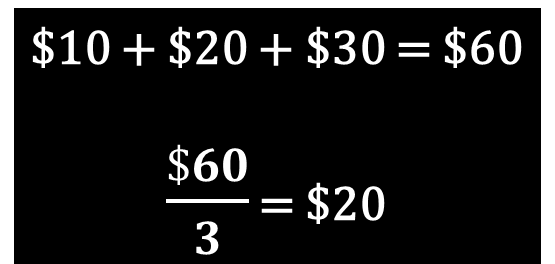 $10 + $20 + $30 = $60
$60
3
= $20